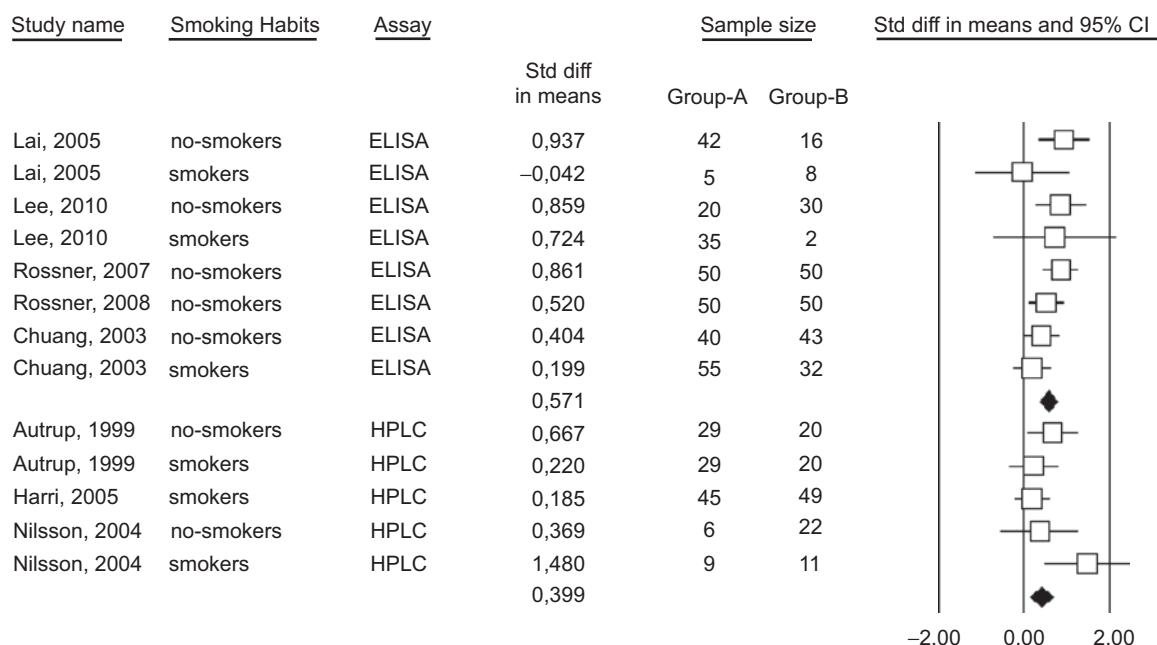 Study name Smoking Habits Assay Sample size Std diff in means and 95% CI
Std diff
in means Group-A Group-B
Lai, 2005 no-smokers ELISA 0,937 42 16
Lai, 2005 smokers ELISA −0,042 5 8
Lee, 2010 no-smokers ELISA 0,859 20 30
Lee, 2010 smokers ELISA 0,724 35 2
Rossner, 2007 no-smokers ELISA 0,861 50 50
Rossner, 2008 no-smokers ELISA 0,520 50 50
Chuang, 2003 no-smokers ELISA 0,404 40 43
Chuang, 2003 smokers ELISA 0,199 55 32
0,571
Autrup, 1999 no-smokers HPLC 0,667 29 20
Autrup, 1999 smokers HPLC 0,220 29 20
Harri, 2005 smokers HPLC 0,185 45 49
Nilsson, 2004 no-smokers HPLC 0,369 6 22
Nilsson, 2004 smokers HPLC 1,480 9 11
0,399
−2.00 0.00 2.00